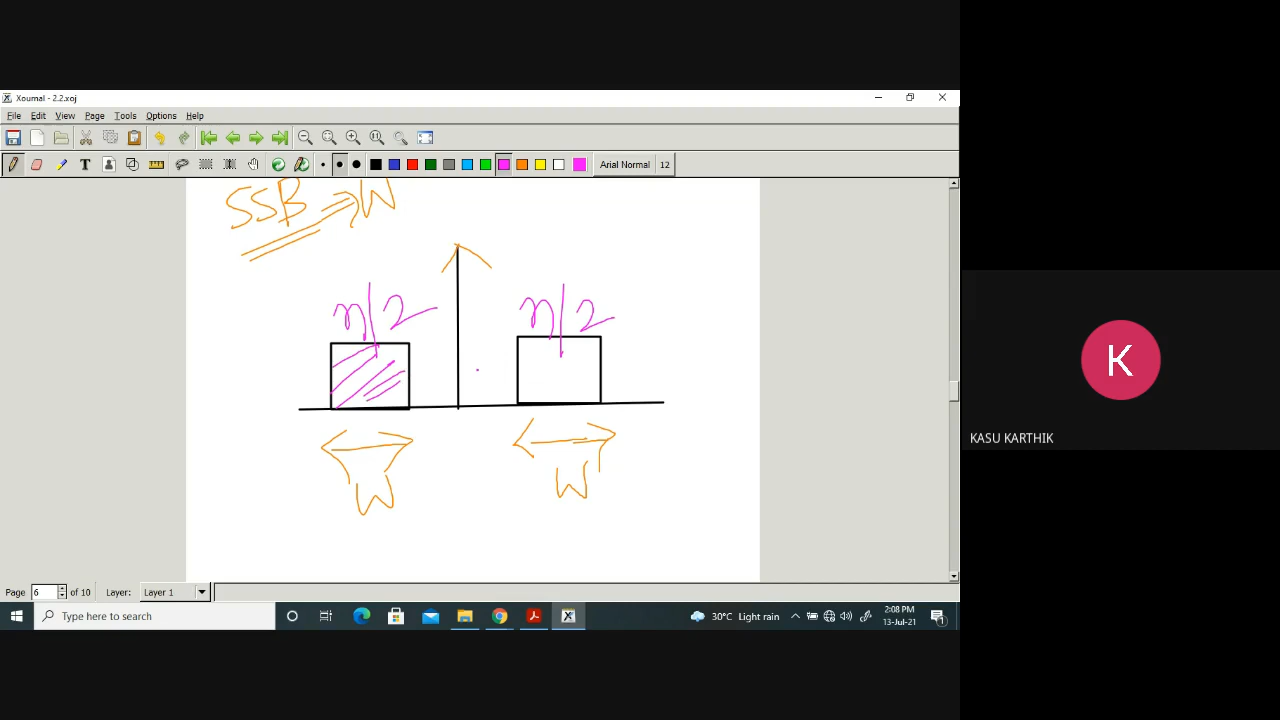 Xournal - 2.2.xoj
File Edit View Page Tools Options Help
Arial Normal 12
SSB ⇒ W
η/2 η/2
W W
KASU KARTHIK
K
Page 6 of 10 Layer: Layer 1
Type here to search
30°C Light rain
2:08 PM
13-Jul-21
1